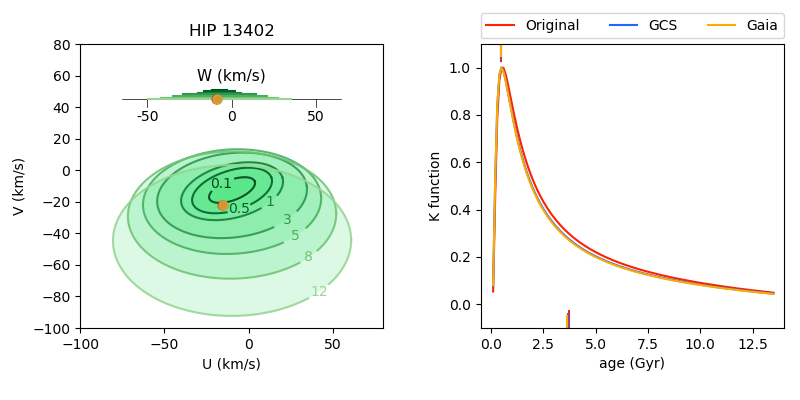 HIP 13402
Original GCS Gaia
80
60
40
20
0
−20
−40
−60
−80
−100
V (km/s)
W (km/s)
-50 0 50
0.1
0.5
1
3
5
8
12
−100 −50 0 50
U (km/s)
1.0
0.8
0.6
0.4
0.2
0.0
K function
0.0 2.5 5.0 7.5 10.0 12.5
age (Gyr)